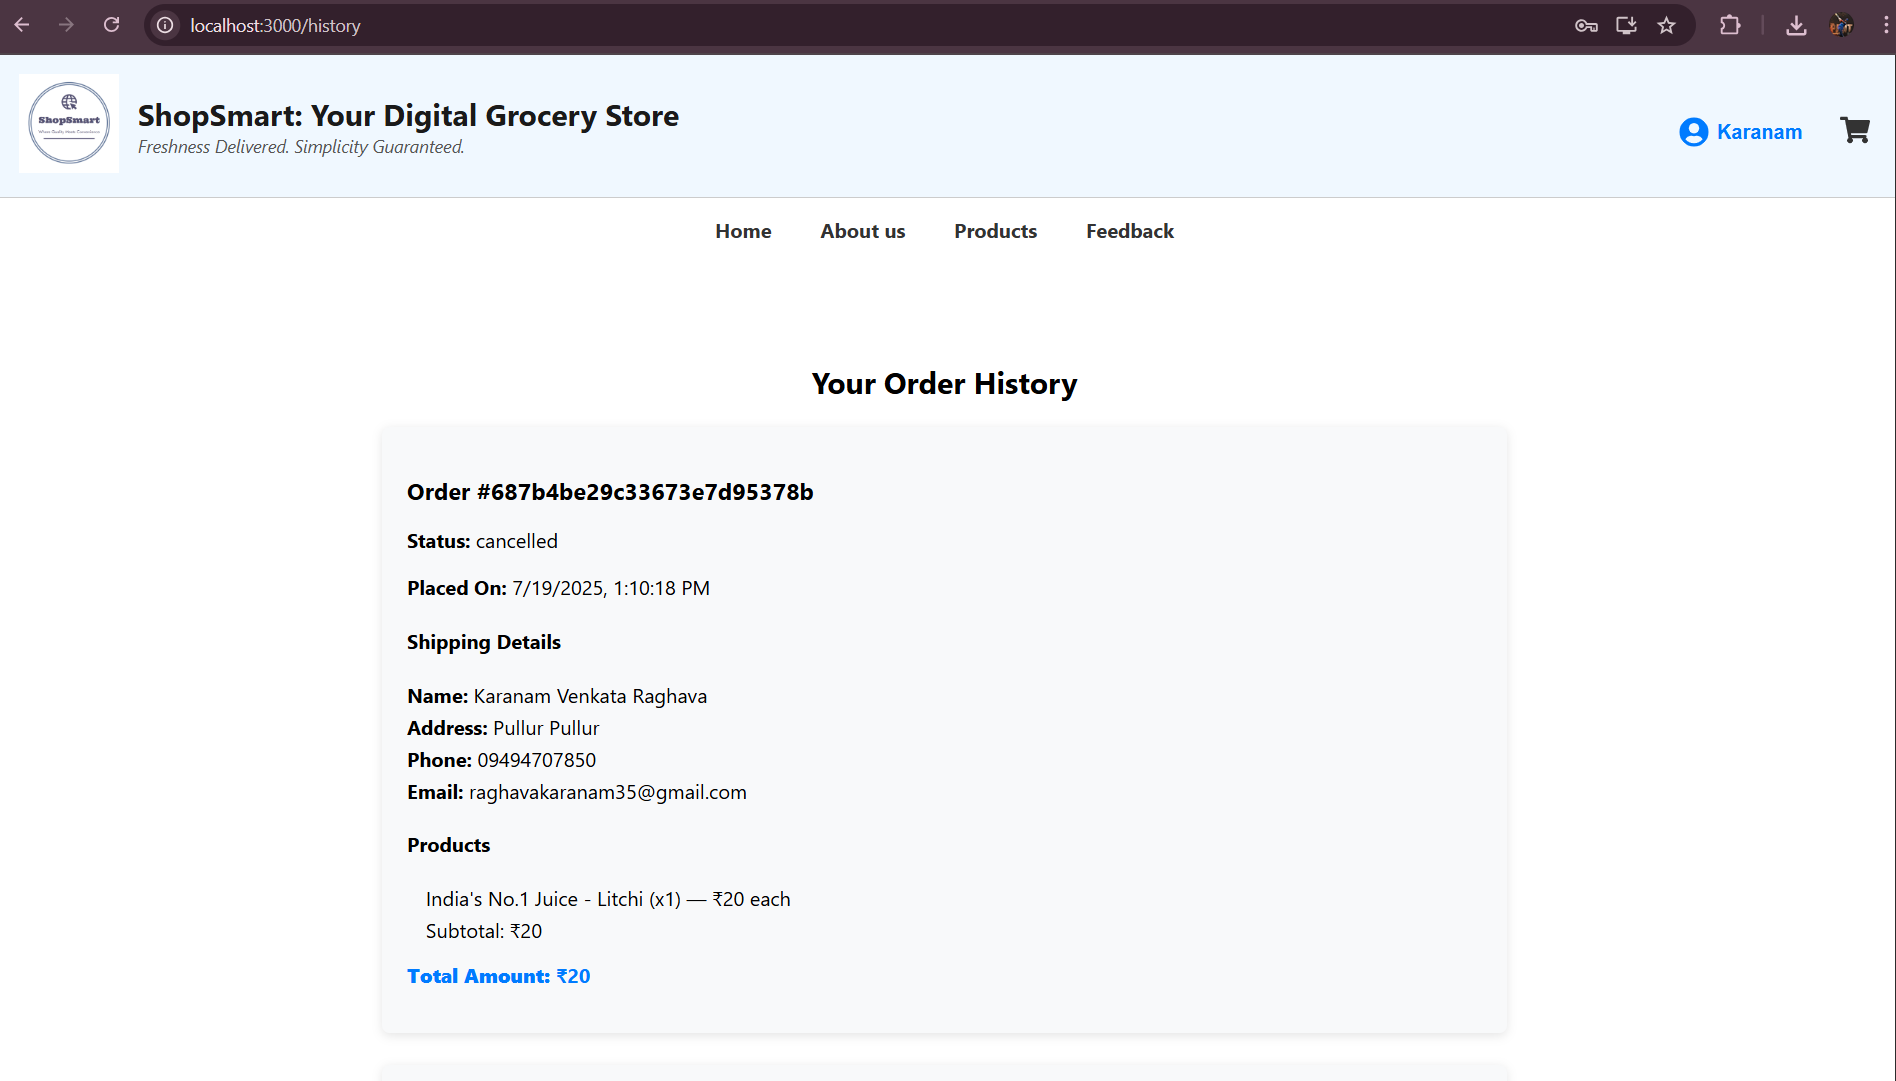 localhost:3000/history
ShopSmart
ShopSmart: Your Digital Grocery Store
Freshness Delivered. Simplicity Guaranteed.
Karanam
Home About us Products Feedback
Your Order History
Order #687b4be29c33673e7d95378b
Status: cancelled
Placed On: 7/19/2025, 1:10:18 PM
Shipping Details
Name: Karanam Venkata Raghava
Address: Pullur Pullur
Phone: 09494707850
Email: raghavakaranam35@gmail.com
Products
India's No.1 Juice - Litchi (x1) — ₹20 each
Subtotal: ₹20
Total Amount: ₹20